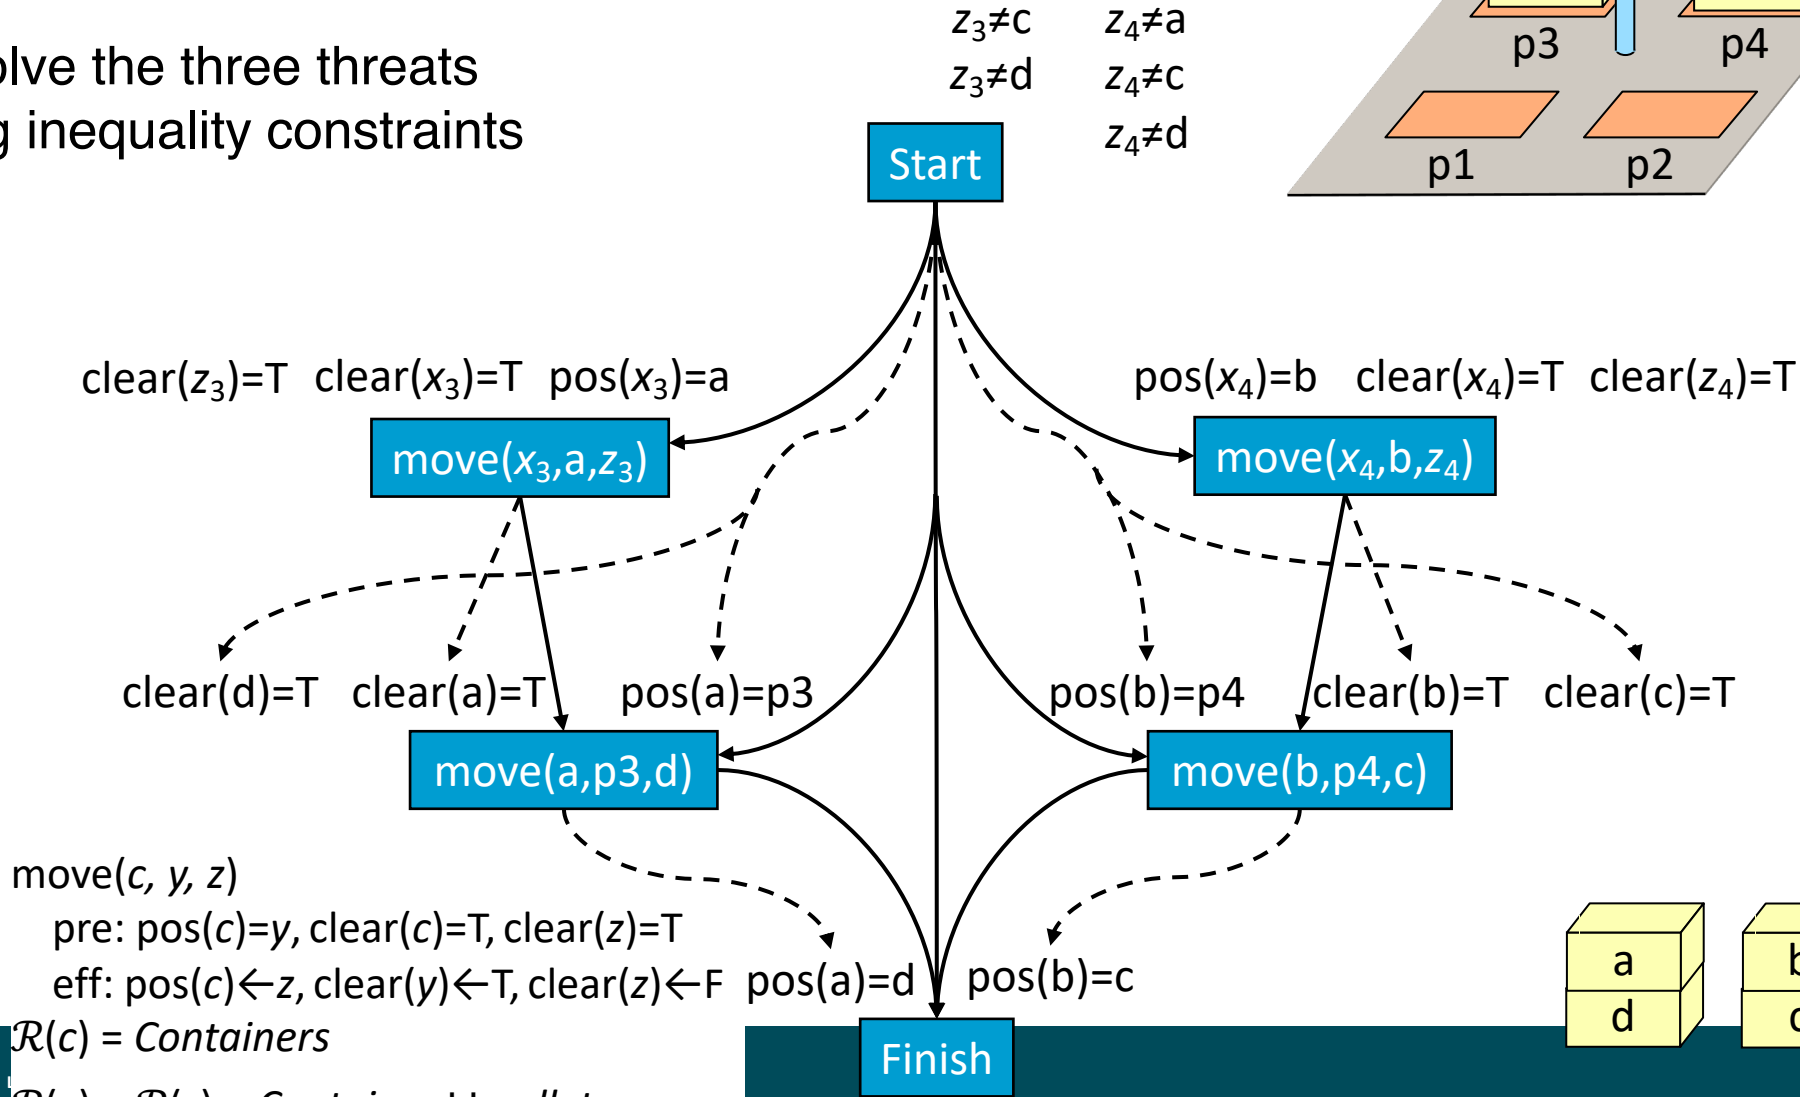 z₃≠c z₄≠a
z₃≠d z₄≠c
z₄≠d
the three threats
inequality constraints
p3 p4
p1 p2
Start
clear(z₃)=T clear(x₃)=T pos(x₃)=a
pos(x₄)=b clear(x₄)=T clear(z₄)=T
move(x₃,a,z₃)
move(x₄,b,z₄)
clear(d)=T clear(a)=T pos(a)=p3
pos(b)=p4 clear(b)=T clear(c)=T
move(a,p3,d)
move(b,p4,c)
move(c, y, z)
pre: pos(c)=y, clear(c)=T, clear(z)=T
eff: pos(c)←z, clear(y)←T, clear(z)←F
pos(a)=d pos(b)=c
ℛ(c) = Containers
Finish
a b
d